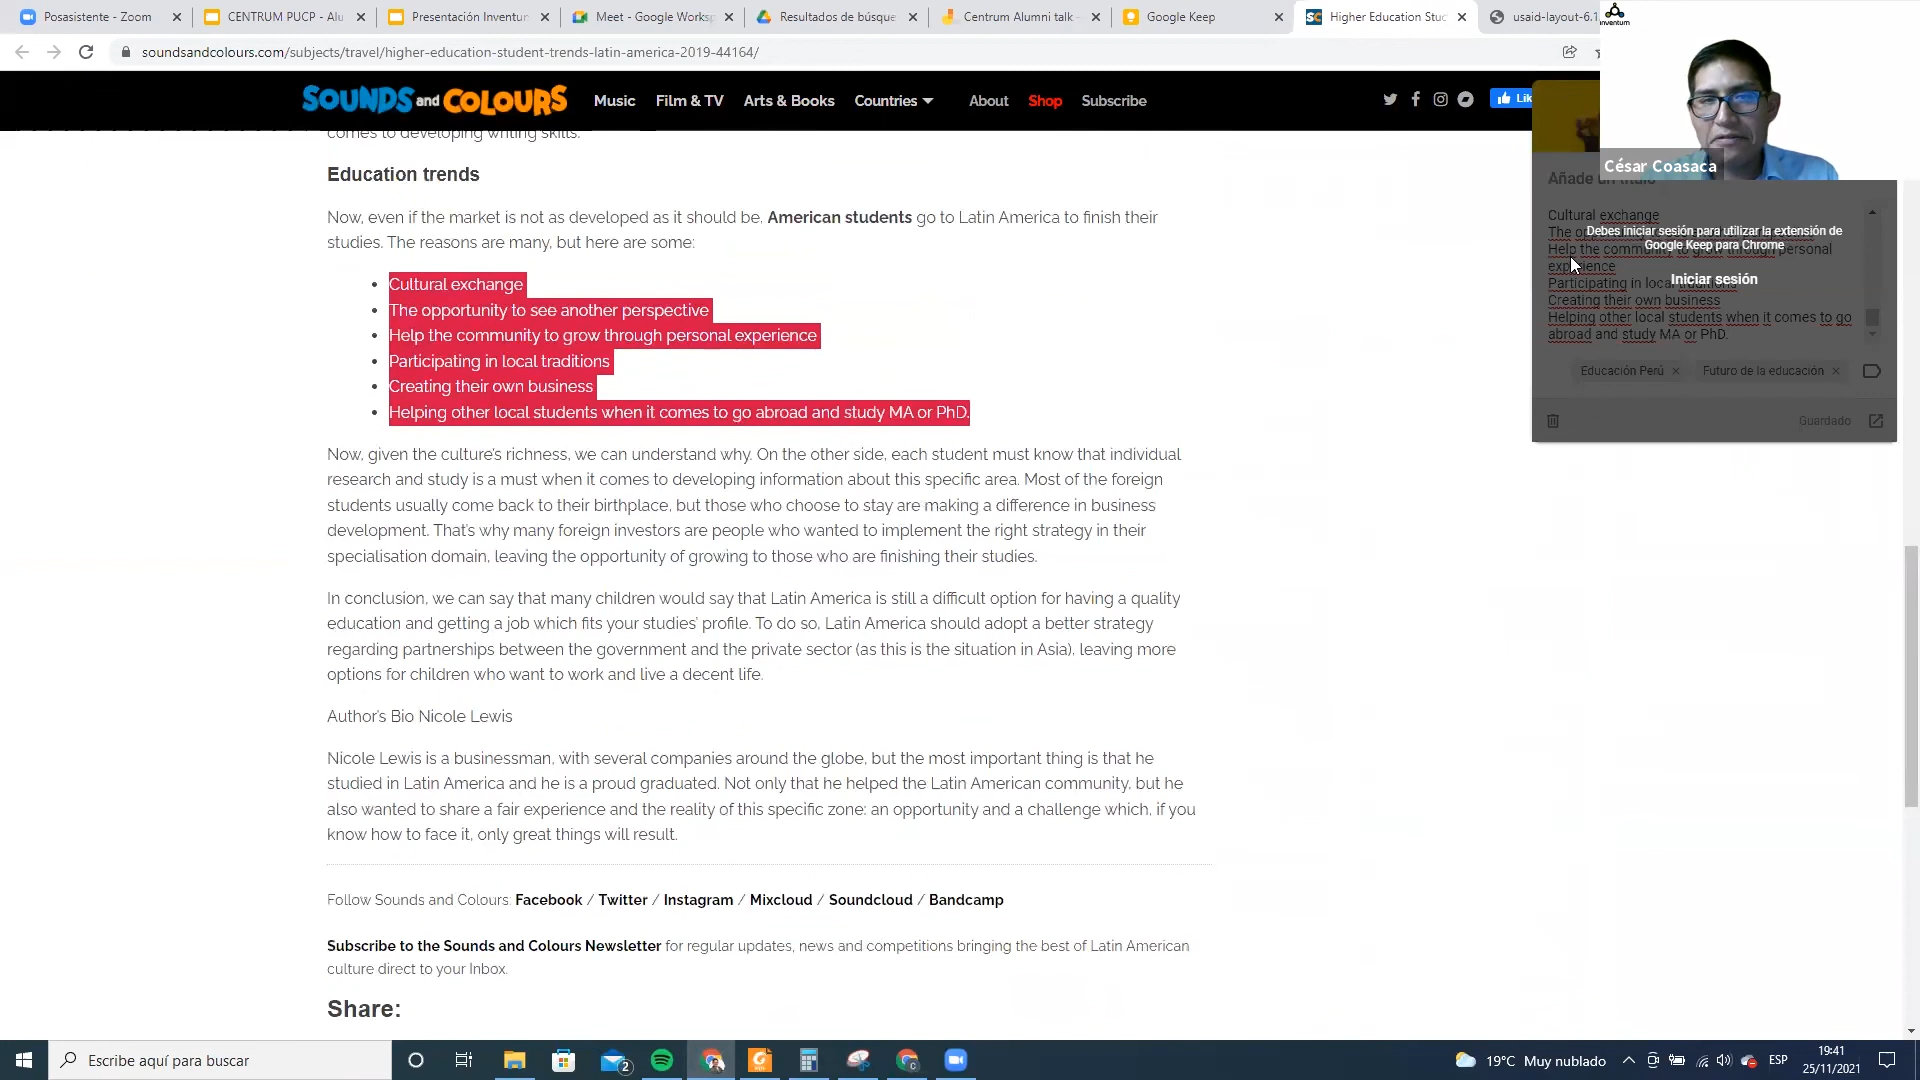 Posasistente - Zoom
CENTRUM PUCP - Alu
Presentación Inventun
Meet - Google Worksp
Resultados de búsque
Centrum Alumni talk -
Google Keep
Higher Education Stud
usaid-layout-6.1
inventum
soundsandcolours.com/subjects/travel/higher-education-student-trends-latin-america-2019-44164/
SOUNDS and COLOURS
Music
Film & TV
Arts & Books
Countries
About
Shop
Subscribe
Lik
César Coasaca
comes to developing writing skills.
Education trends
Now, even if the market is not as developed as it should be, American students go to Latin America to finish their
studies. The reasons are many, but here are some:
• Cultural exchange
• The opportunity to see another perspective
• Help the community to grow through personal experience
• Participating in local traditions
• Creating their own business
• Helping other local students when it comes to go abroad and study MA or PhD.
Now, given the culture's richness, we can understand why. On the other side, each student must know that individual
research and study is a must when it comes to developing information about this specific area. Most of the foreign
students usually come back to their birthplace, but those who choose to stay are making a difference in business
development. That's why many foreign investors are people who wanted to implement the right strategy in their
specialisation domain, leaving the opportunity of growing to those who are finishing their studies.
In conclusion, we can say that many children would say that Latin America is still a difficult option for having a quality
education and getting a job which fits your studies' profile. To do so, Latin America should adopt a better strategy
regarding partnerships between the government and the private sector (as this is the situation in Asia), leaving more
options for children who want to work and live a decent life.
Author's Bio Nicole Lewis
Nicole Lewis is a businessman, with several companies around the globe, but the most important thing is that he
studied in Latin America and he is a proud graduated. Not only that he helped the Latin American community, but he
also wanted to share a fair experience and the reality of this specific zone: an opportunity and a challenge which, if you
know how to face it, only great things will result.
Follow Sounds and Colours: Facebook / Twitter / Instagram / Mixcloud / Soundcloud / Bandcamp
Subscribe to the Sounds and Colours Newsletter for regular updates, news and competitions bringing the best of Latin American
culture direct to your Inbox.
Share:
Añade un título
Cultural exchange
The
Debes iniciar sesión para utilizar la extensión de
Google Keep para Chrome
Help the community to grow through personal
experience
Iniciar sesión
Participating in local traditions
Creating their own business
Helping other local students when it comes to go
abroad and study MA or PhD.
Educación Perú
Futuro de la educación
Guardado
Escribe aquí para buscar
2
19°C Muy nublado
ESP
19:41
25/11/2021